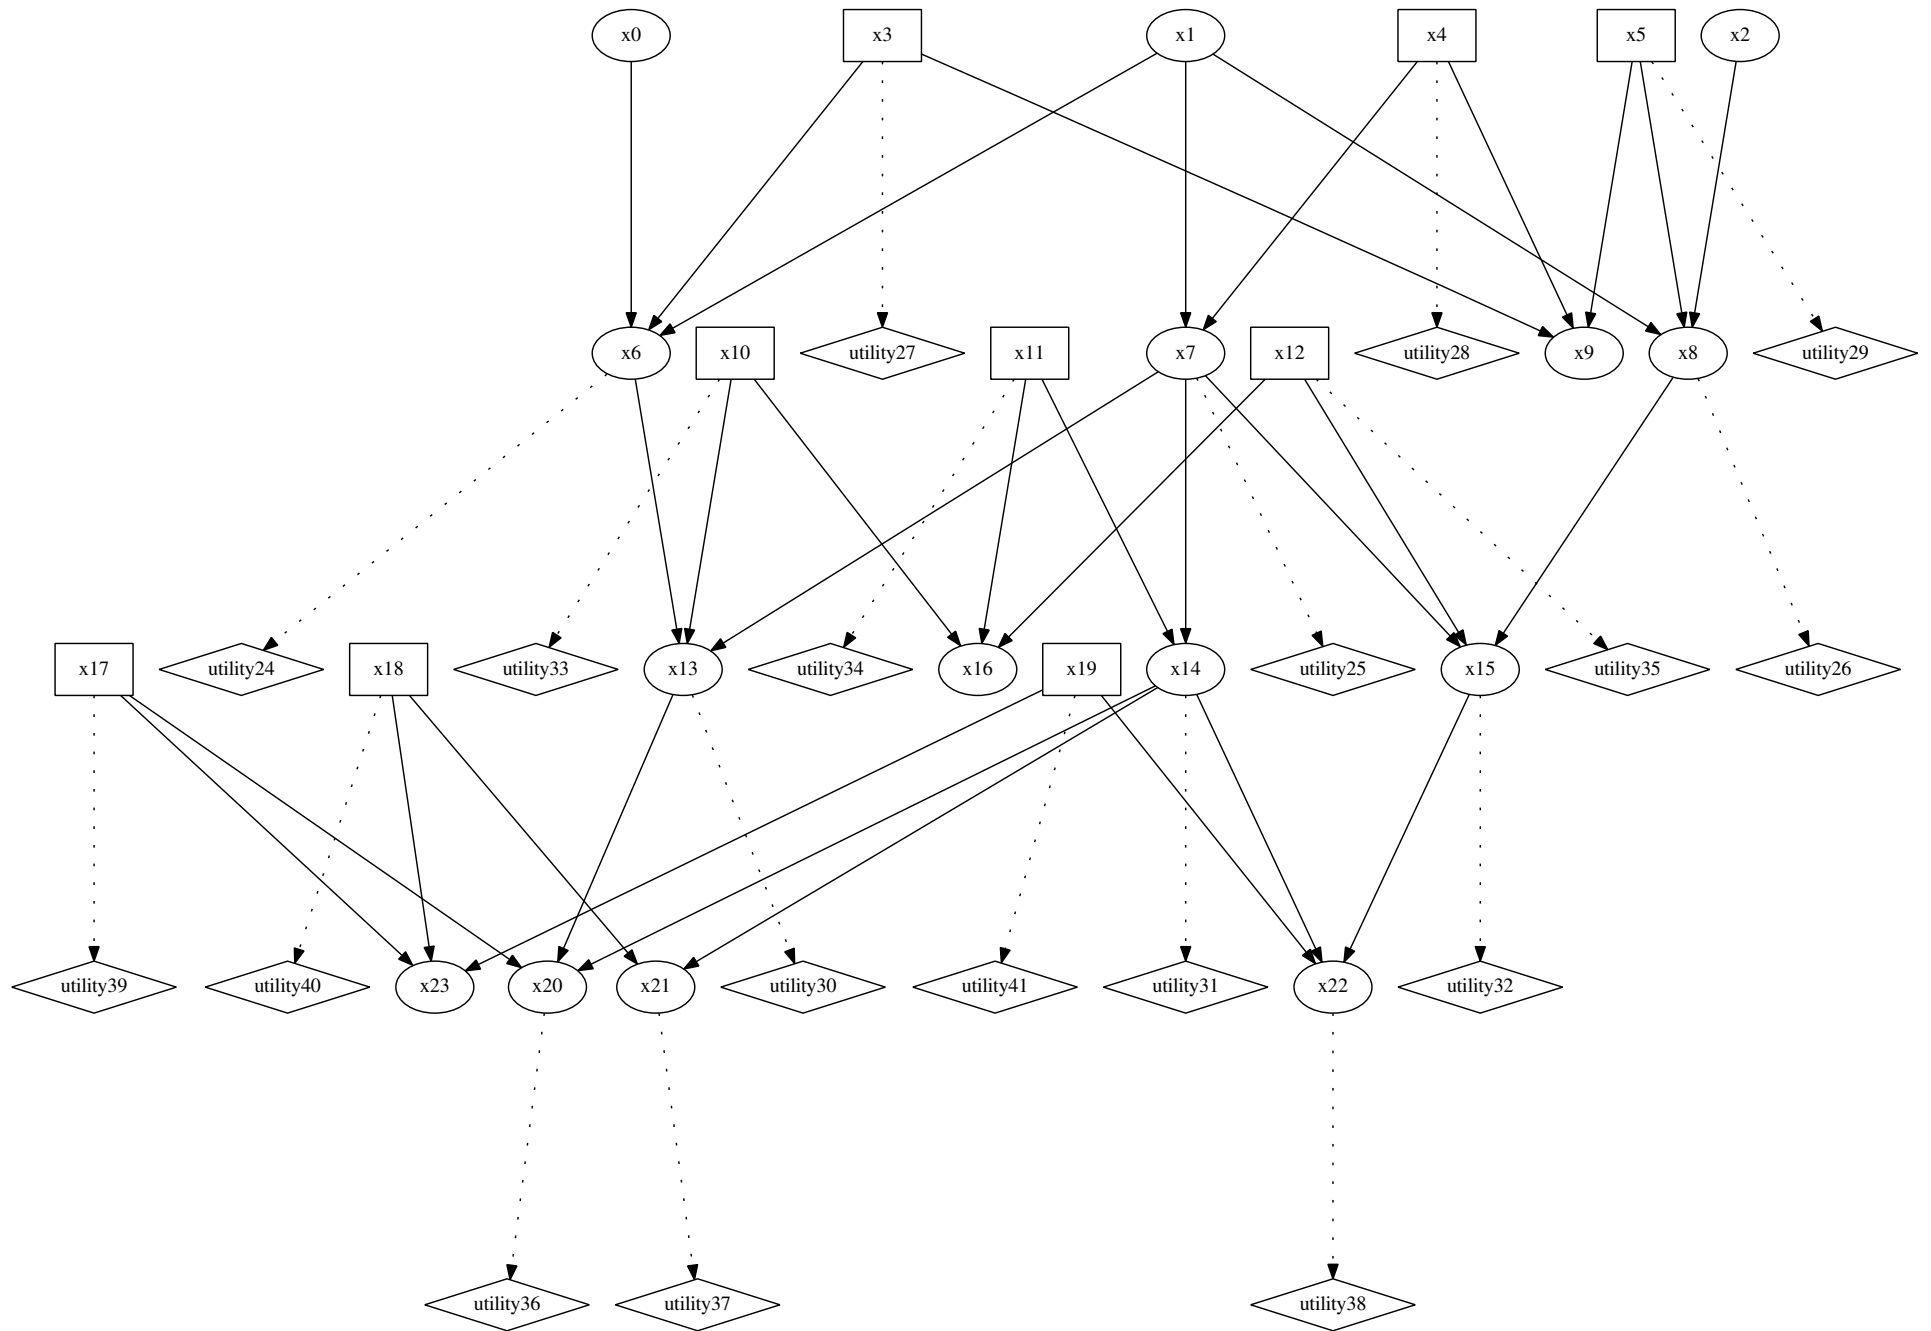 x0 x3 x1 x4 x5 x2
x6 x10 utility27 x11 x7 x12 utility28 x9 x8 utility29
x17 utility24 x18 utility33 x13 utility34 x16 x19 x14 utility25 x15 utility35 utility26
utility39 utility40 x23 x20 x21 utility30 utility41 utility31 x22 utility32
utility36 utility37 utility38